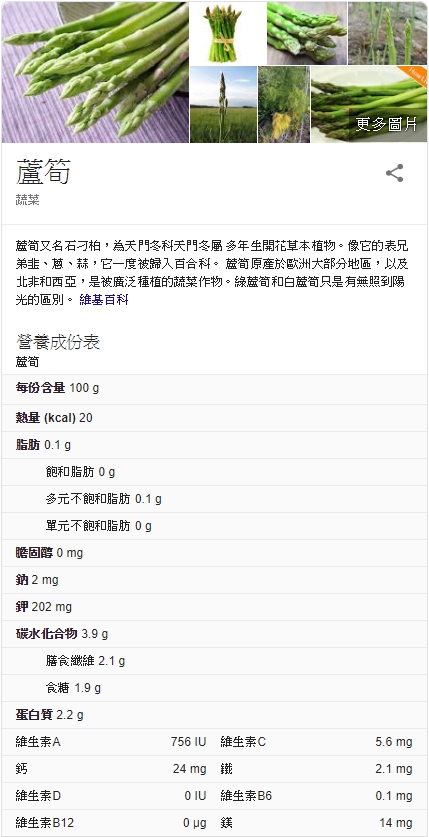 更多圖片
蘆筍
蔬菜
蘆筍又名石刁柏，為天門冬科天門冬屬 多年生開花草本植物。像它的表兄
弟韭、蔥、蒜，它一度被歸入百合科。 蘆筍原產於歐洲大部分地區，以及
北非和西亞，是被廣泛種植的蔬菜作物。綠蘆筍和白蘆筍只是有無照到陽
光的區別。 維基百科
營養成份表
蘆筍
每份含量 100 g
熱量 (kcal) 20
脂肪 0.1 g
飽和脂肪 0 g
多元不飽和脂肪 0.1 g
單元不飽和脂肪 0 g
膽固醇 0 mg
鈉 2 mg
鉀 202 mg
碳水化合物 3.9 g
膳食纖維 2.1 g
食糖 1.9 g
蛋白質 2.2 g
維生素A 756 IU 維生素C 5.6 mg
鈣 24 mg 鐵 2.1 mg
維生素D 0 IU 維生素B6 0.1 mg
維生素B12 0 µg 鎂 14 mg